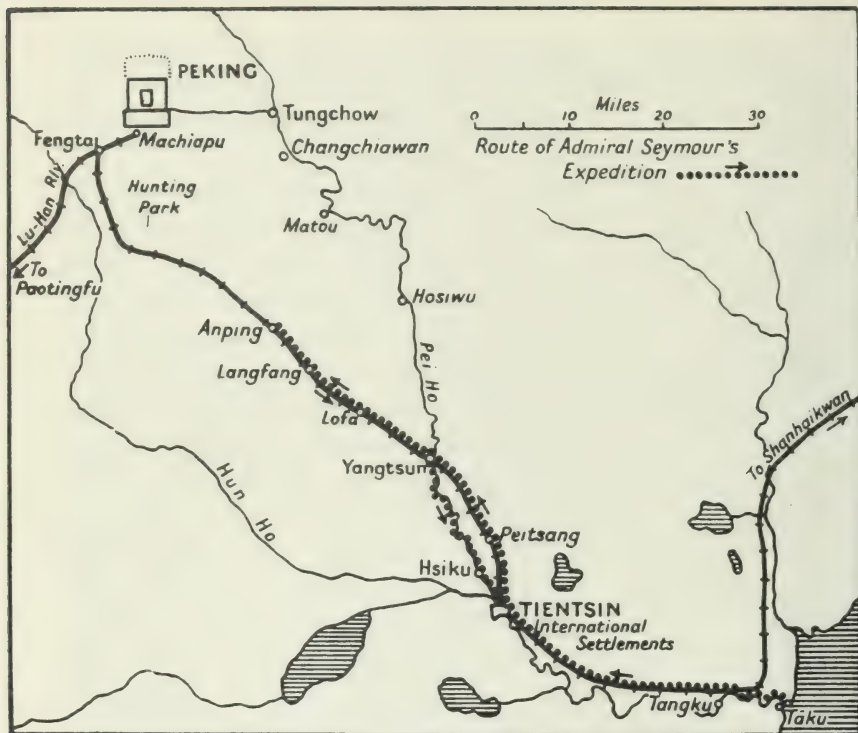 PEKING
Miles
0 10 20 30
Tungchow
Route of Admiral Seymour's
Expedition
Fengtai
Machiapu
Changchiawan
Lu-Han Rly.
Hunting
Park
Matou
To
Paotingfu
Hosiwu
Anping
Pei Ho
Langfang
Lofa
Yangtsun
To Shanhaikwan
Hun Ho
Peitsang
Hsiku
TIENTSIN
International
Settlements
Tangku
Taku